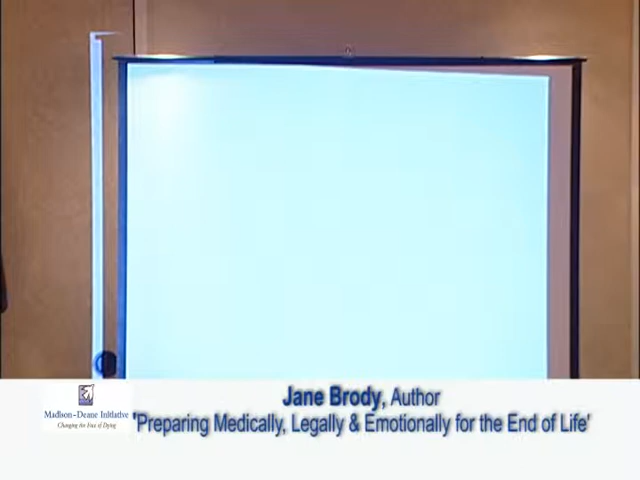 Jane Brody, Author
'Preparing Medically, Legally & Emotionally for the End of Life'
Madison-Deane Initiative
Changing the Face of Dying